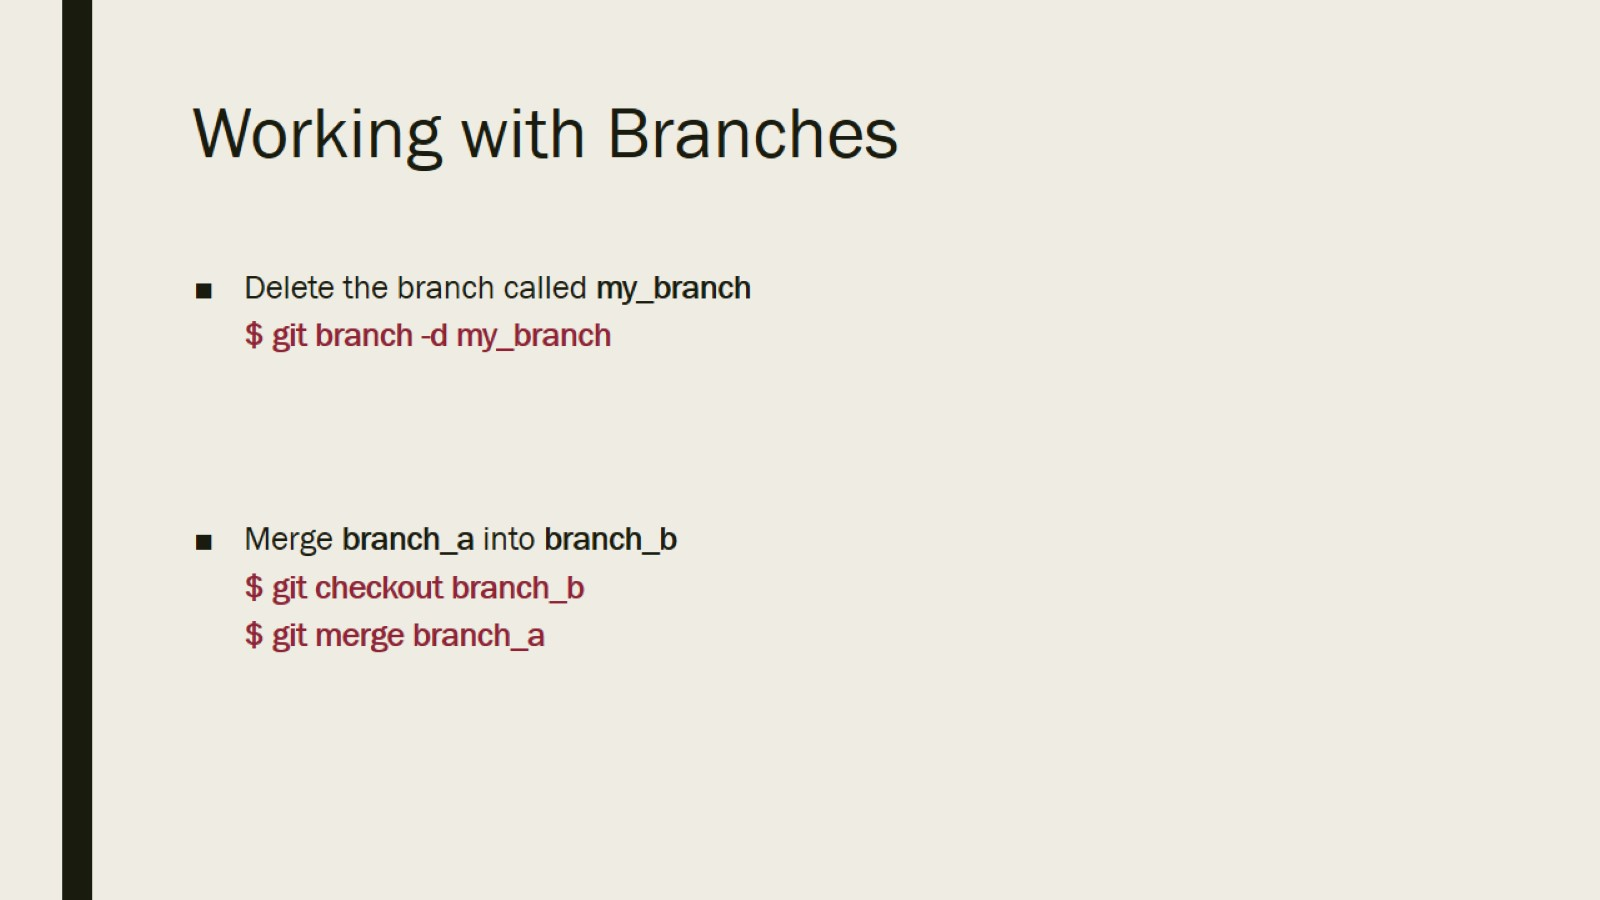 Working with Branches
■ Delete the branch called my_branch
$ git branch -d my_branch
■ Merge branch_a into branch_b
$ git checkout branch_b
$ git merge branch_a